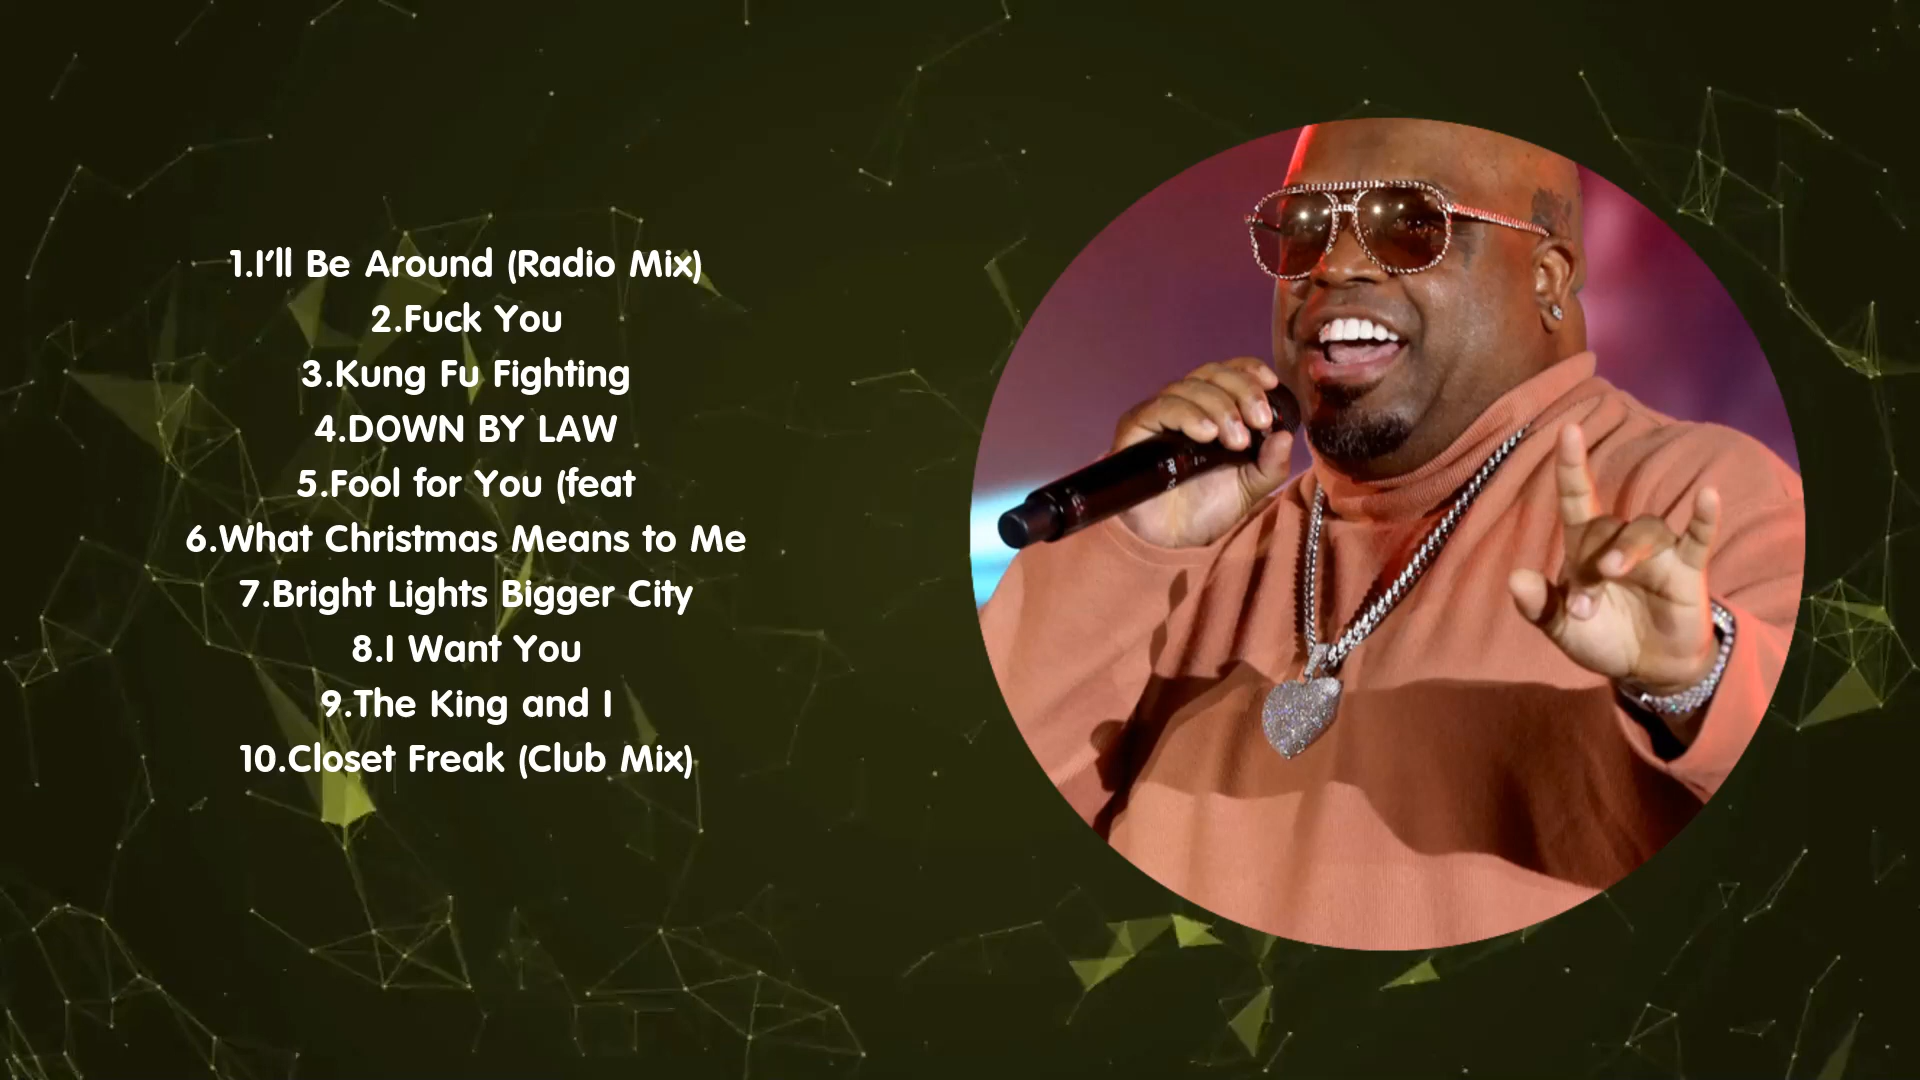 1.I'll Be Around (Radio Mix)
2.Fuck You
3.Kung Fu Fighting
4.DOWN BY LAW
5.Fool for You (feat
6.What Christmas Means to Me
7.Bright Lights Bigger City
8.I Want You
9.The King and I
10.Closet Freak (Club Mix)